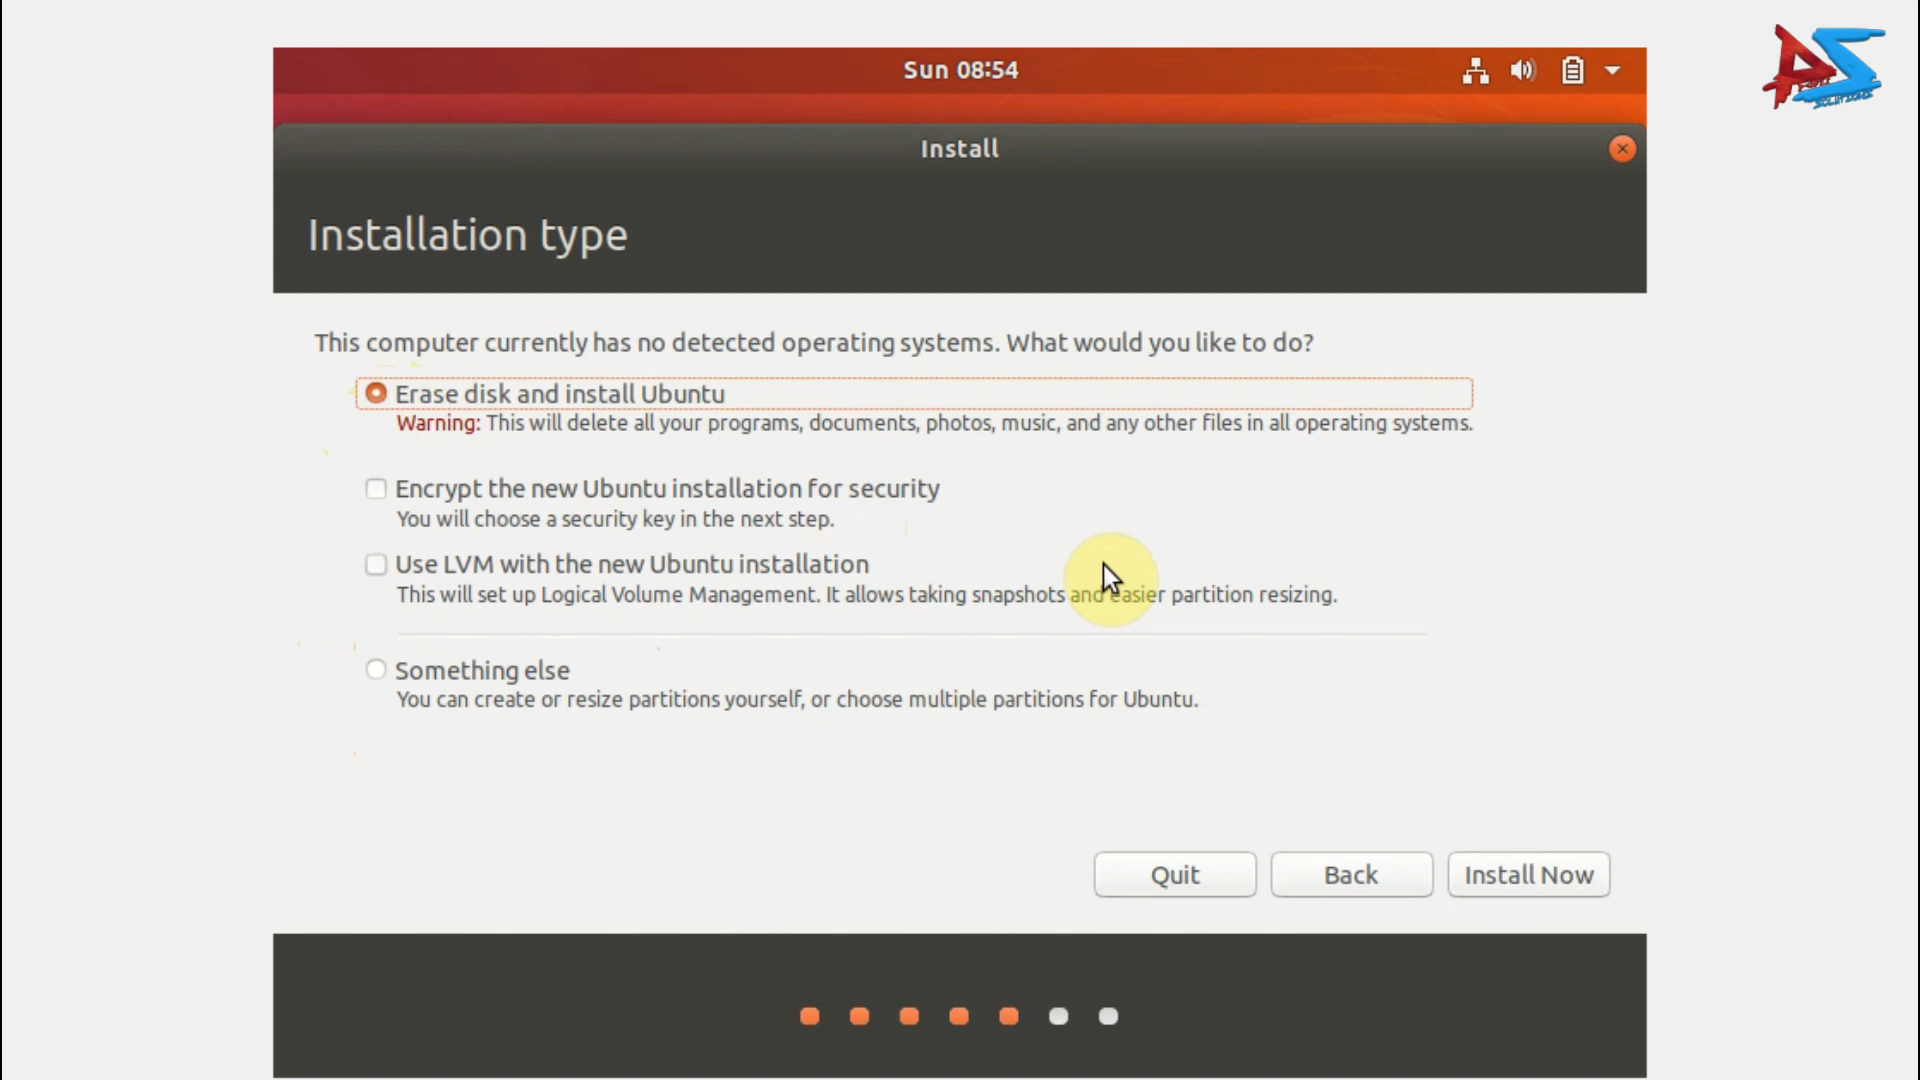 Sun 08:54
Install
Installation type
This computer currently has no detected operating systems. What would you like to do?
Erase disk and install Ubuntu
Warning: This will delete all your programs, documents, photos, music, and any other files in all operating systems.
Encrypt the new Ubuntu installation for security
You will choose a security key in the next step.
Use LVM with the new Ubuntu installation
This will set up Logical Volume Management. It allows taking snapshots and easier partition resizing.
Something else
You can create or resize partitions yourself, or choose multiple partitions for Ubuntu.
Quit Back Install Now
SOLUTIONS